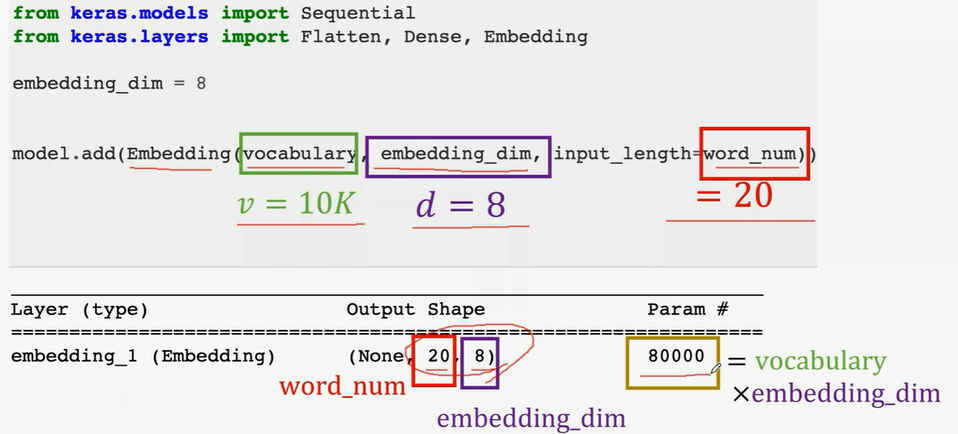 from keras.models import Sequential
from keras.layers import Flatten, Dense, Embedding
embedding_dim = 8
model.add(Embedding(vocabulary, embedding_dim, input_length=word_num))
v = 10K d = 8 = 20
Layer (type) Output Shape Param #
================================================================
embedding_1 (Embedding) (None, 20, 8) 80000 = vocabulary
word_num ×embedding_dim
embedding_dim